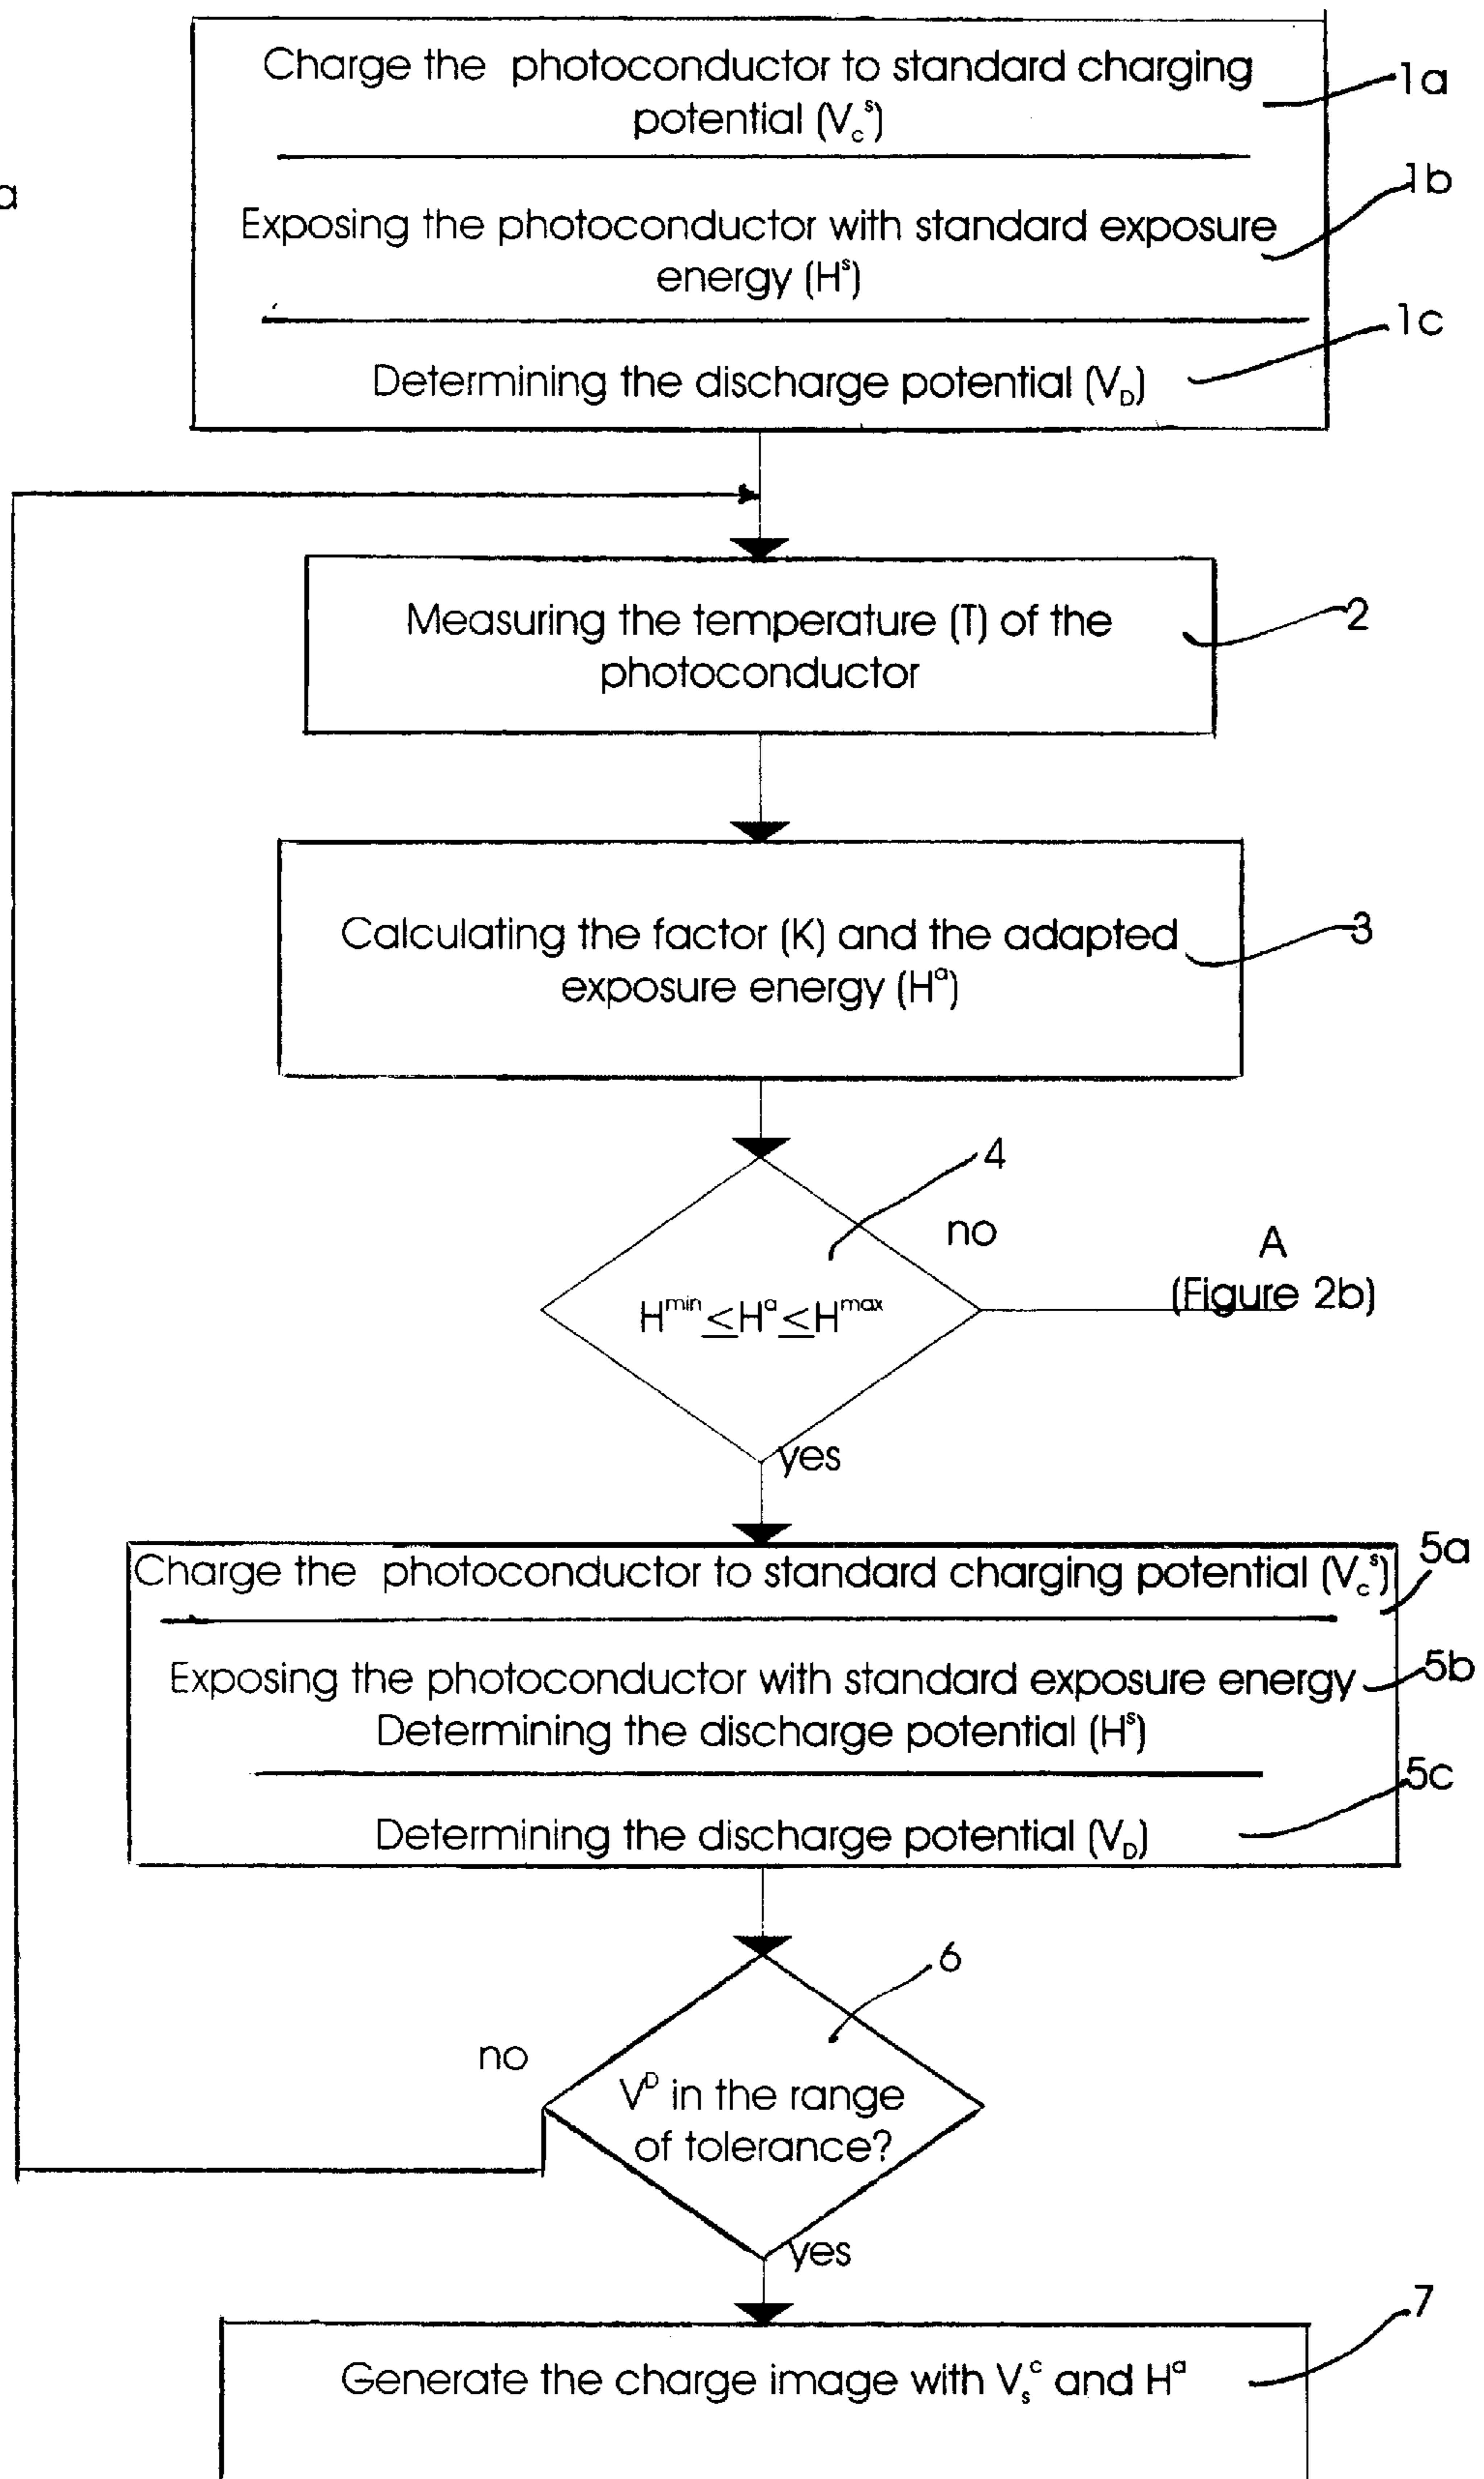 Charge the photoconductor to standard charging
potential (V_c^s)
1a
a
Exposing the photoconductor with standard exposure
energy (H^s)
1b
Determining the discharge potential (V_D)
1c
Measuring the temperature (T) of the
photoconductor
2
Calculating the factor (K) and the adapted
exposure energy (H^a)
3
4
no
A
(Figure 2b)
H^min ≤ H^a ≤ H^max
yes
Charge the photoconductor to standard charging potential (V_c^s)
5a
Exposing the photoconductor with standard exposure energy
5b
Determining the discharge potential (H^s)
Determining the discharge potential (V_D)
5c
6
no
V^D in the range
of tolerance?
yes
Generate the charge image with V_s^c and H^a
7